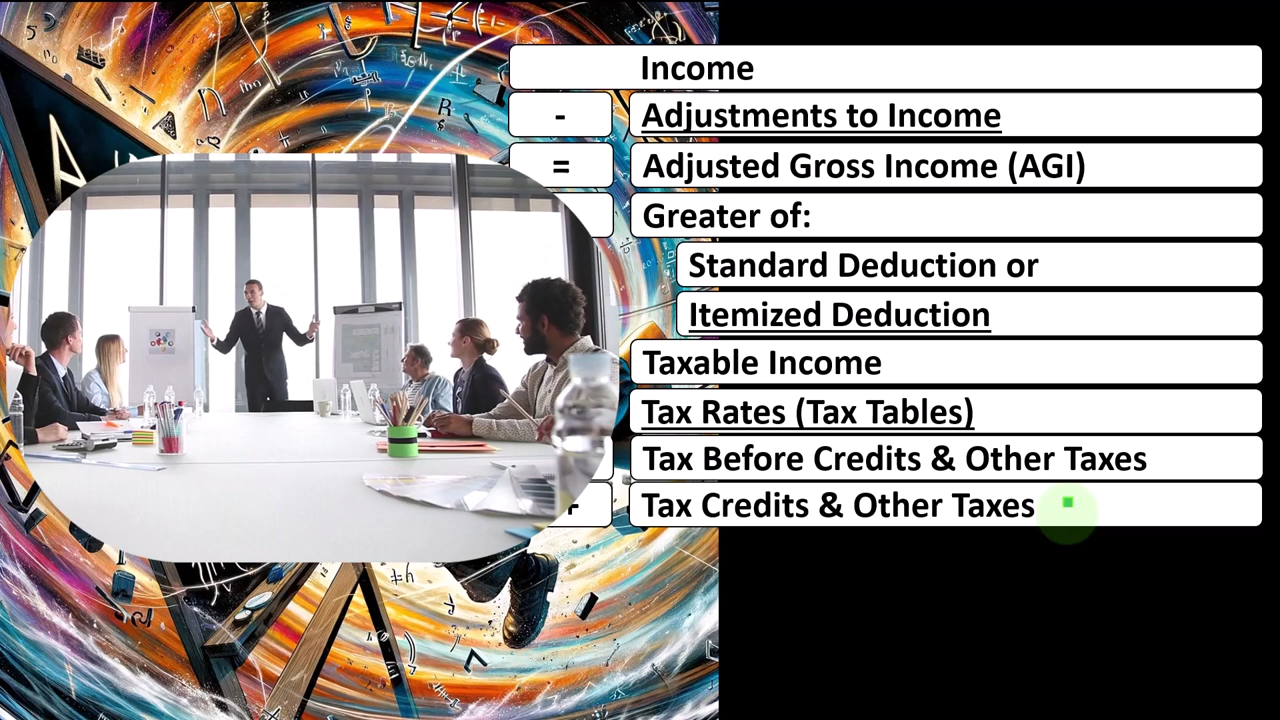 Income
- Adjustments to Income
= Adjusted Gross Income (AGI)
Greater of:
Standard Deduction or
Itemized Deduction
Taxable Income
Tax Rates (Tax Tables)
Tax Before Credits & Other Taxes
Tax Credits & Other Taxes